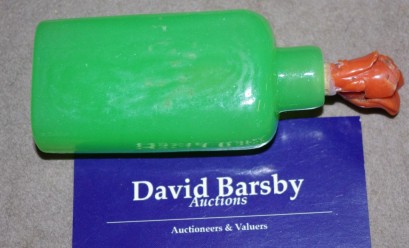 David Barsby
Auctions
Auctioneers & Valuers